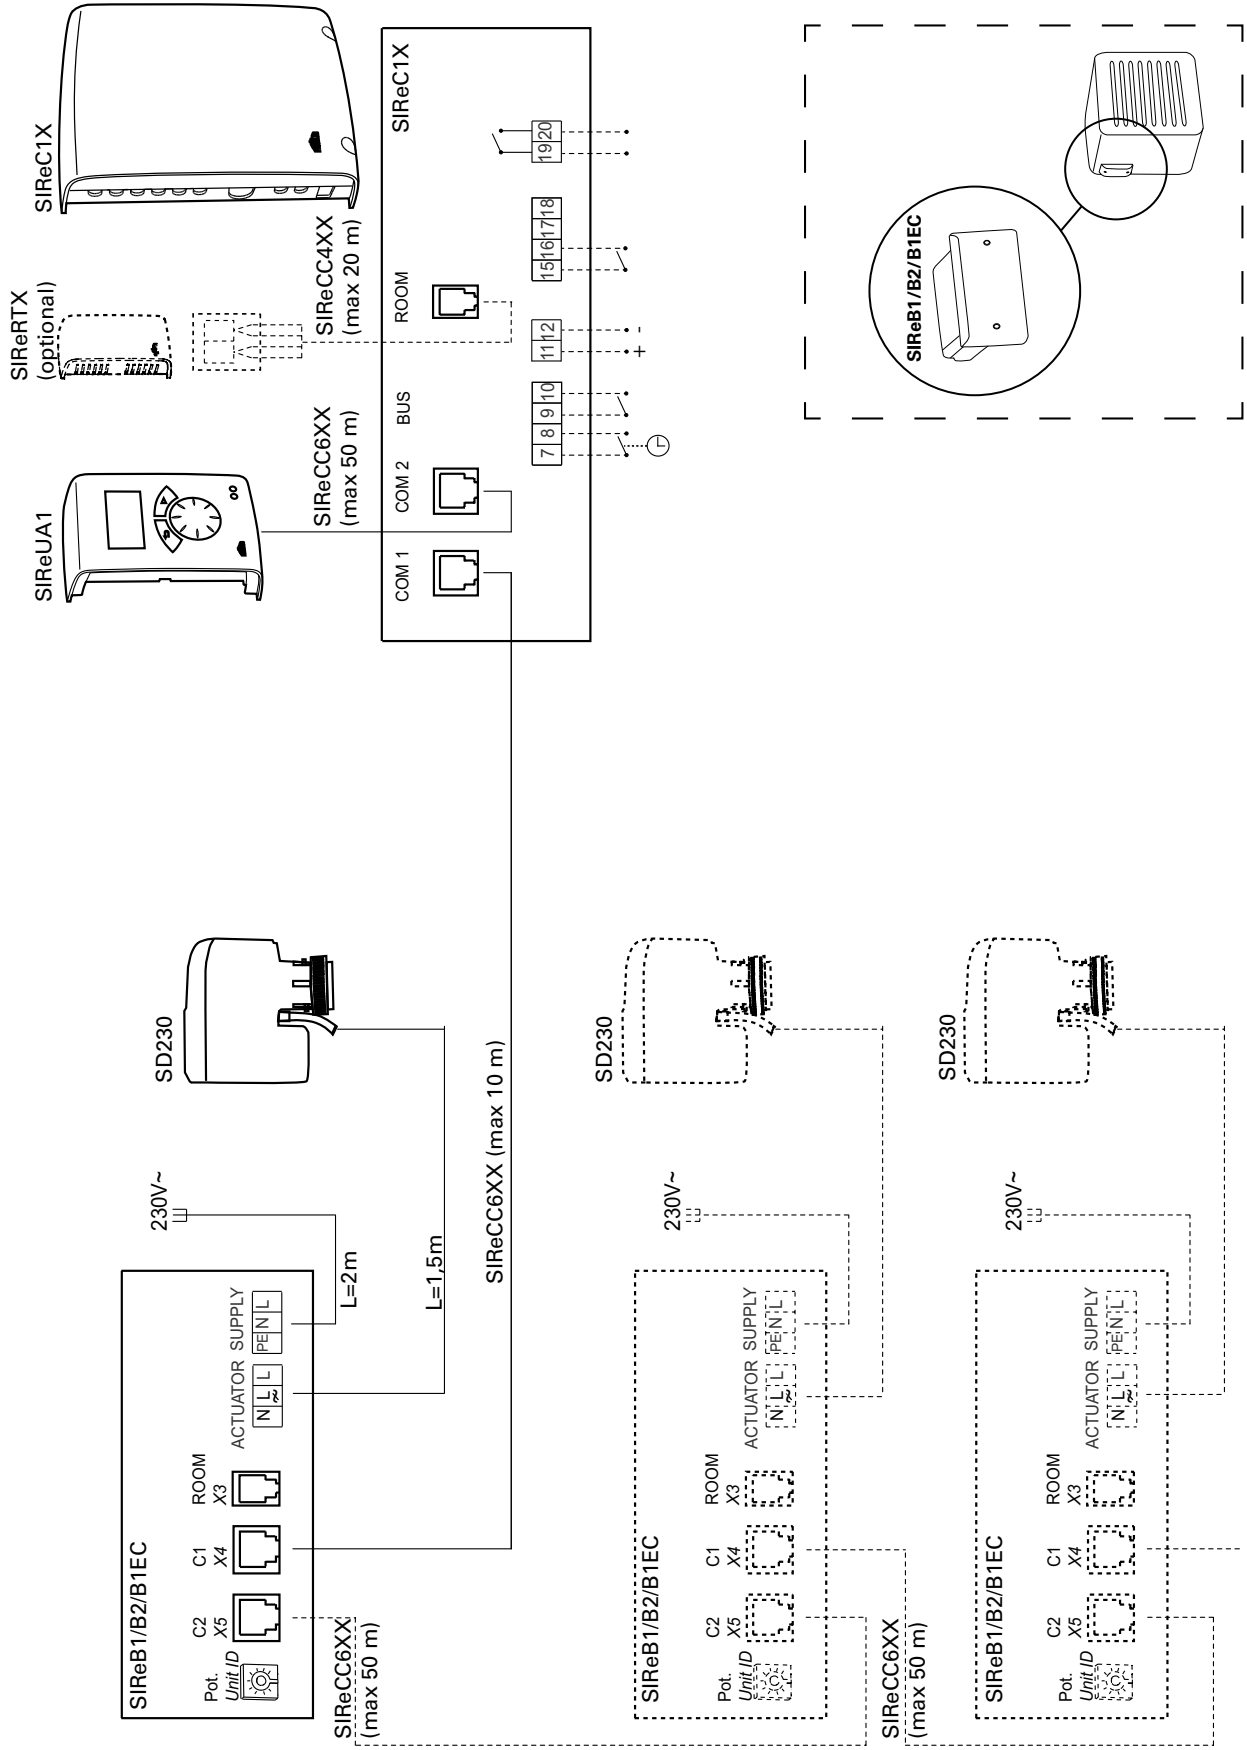 SIReB1/B2/B1EC
Pot.
Unit ID
C2
X5
C1
X4
ROOM
X3
ACTUATOR
N L L
SUPPLY
PE N L
230V~
L=2m
L=1,5m
SD230
SIReCC6XX (max 10 m)
SIReCC6XX
(max 50 m)
SIReUA1
SIReRTX
(optional)
SIReC1X
SIReCC6XX
(max 50 m)
SIReCC4XX
(max 20 m)
SIReC1X
COM 1
COM 2
BUS
ROOM
7 8 9 10
11 12
15 16 17 18
19 20
+ -
SIReB1/B2/B1EC
Pot.
Unit ID
C2
X5
C1
X4
ROOM
X3
ACTUATOR
N L L
SUPPLY
PE N L
230V~
SD230
SIReCC6XX
(max 50 m)
SIReB1/B2/B1EC
Pot.
Unit ID
C2
X5
C1
X4
ROOM
X3
ACTUATOR
N L L
SUPPLY
PE N L
230V~
SD230
SIReB1/B2/B1EC